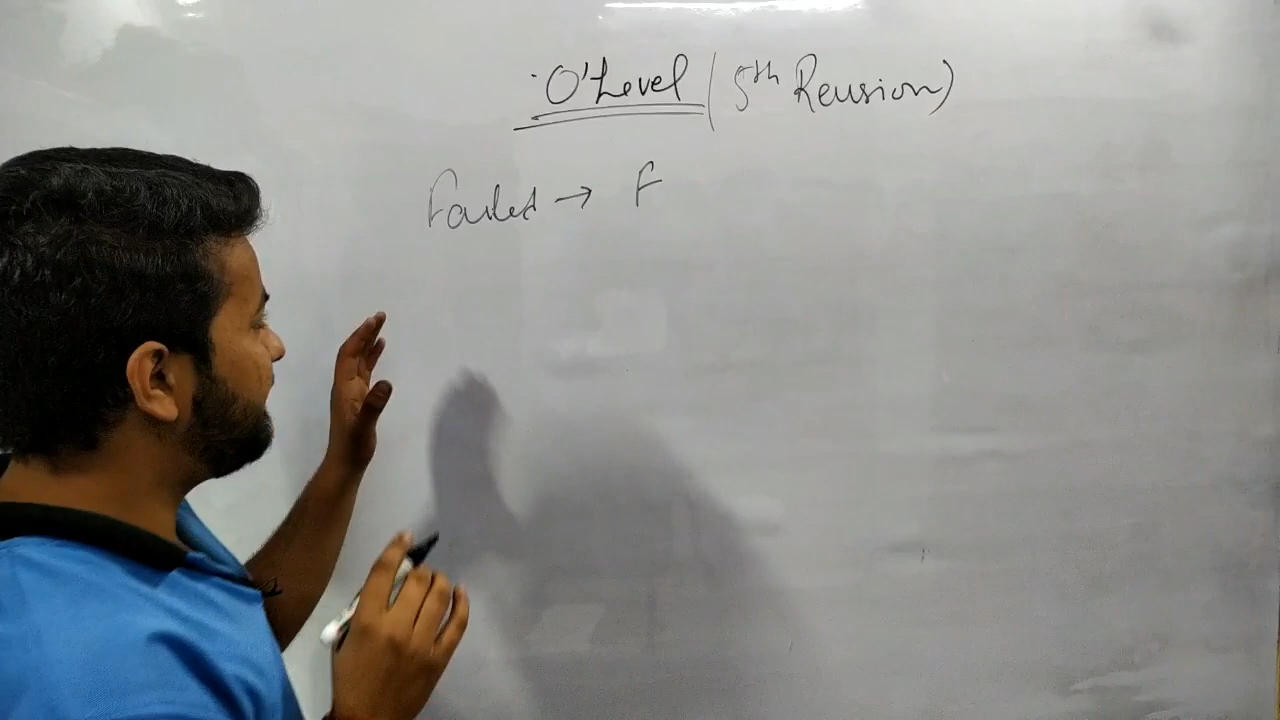 O'Level (5th Revision)
Failed → F